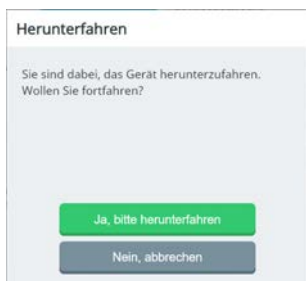 Herunterfahren
Sie sind dabei, das Gerät herunterzufahren.
Wollen Sie fortfahren?
Ja, bitte herunterfahren
Nein, abbrechen